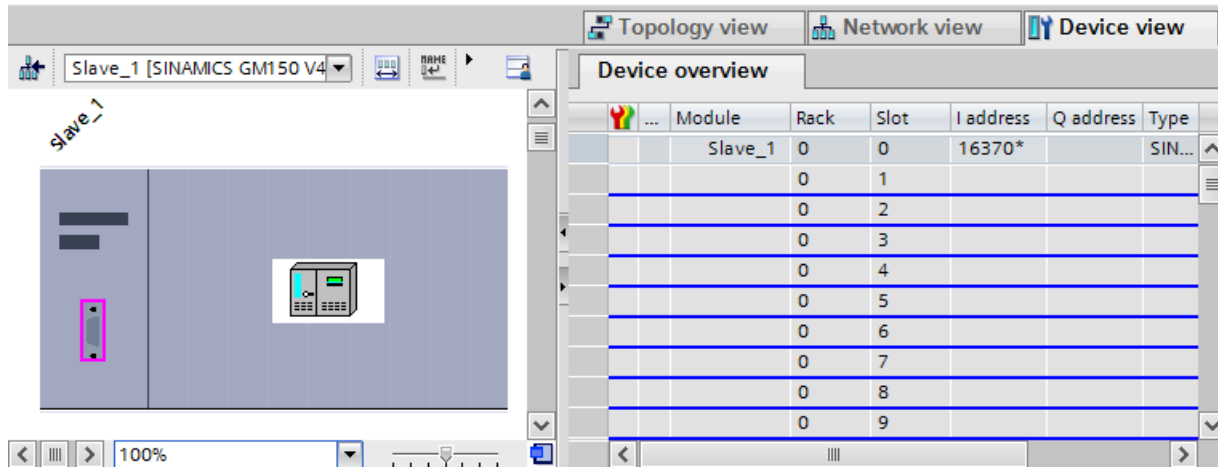 Topology view Network view Device view
Slave_1 [SINAMICS GM150 V4 NAME
Device overview
slave_1
... Module Rack Slot I address Q address Type
Slave_1 0 0 16370* SIN...
0 1
0 2
0 3
0 4
0 5
0 6
0 7
0 8
0 9
100%